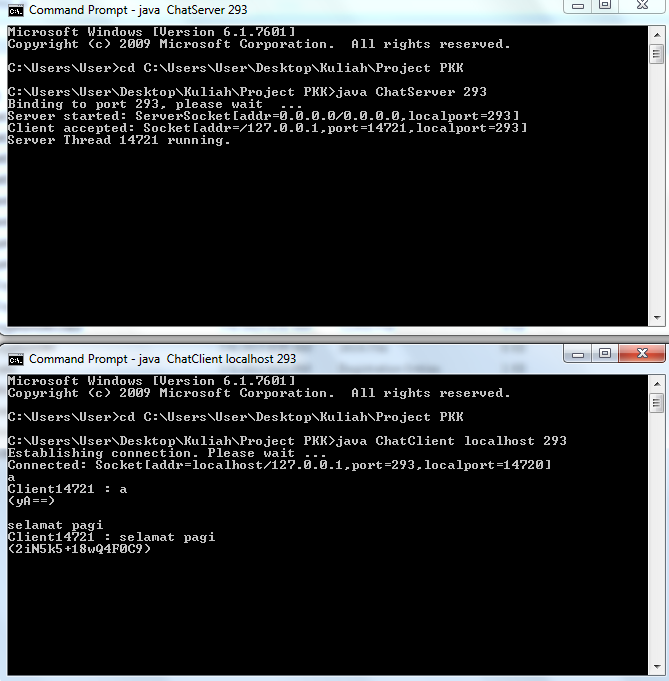 Command Prompt - java  ChatServer 293
Microsoft Windows [Version 6.1.7601]
Copyright (c) 2009 Microsoft Corporation.  All rights reserved.
C:\Users\User>cd C:\Users\User\Desktop\Kuliah\Project PKK
C:\Users\User\Desktop\Kuliah\Project PKK>java ChatServer 293
Binding to port 293, please wait  ...
Server started: ServerSocket[addr=0.0.0.0/0.0.0.0,localport=293]
Client accepted: Socket[addr=/127.0.0.1,port=14721,localport=293]
Server Thread 14721 running.
Command Prompt - java  ChatClient localhost 293
Microsoft Windows [Version 6.1.7601]
Copyright (c) 2009 Microsoft Corporation.  All rights reserved.
C:\Users\User>cd C:\Users\User\Desktop\Kuliah\Project PKK
C:\Users\User\Desktop\Kuliah\Project PKK>java ChatClient localhost 293
Establishing connection. Please wait ...
Connected: Socket[addr=localhost/127.0.0.1,port=293,localport=14720]
a
Client14721 : a
(yA==)
selamat pagi
Client14721 : selamat pagi
(2iN5k5+18wQ4F0C9)